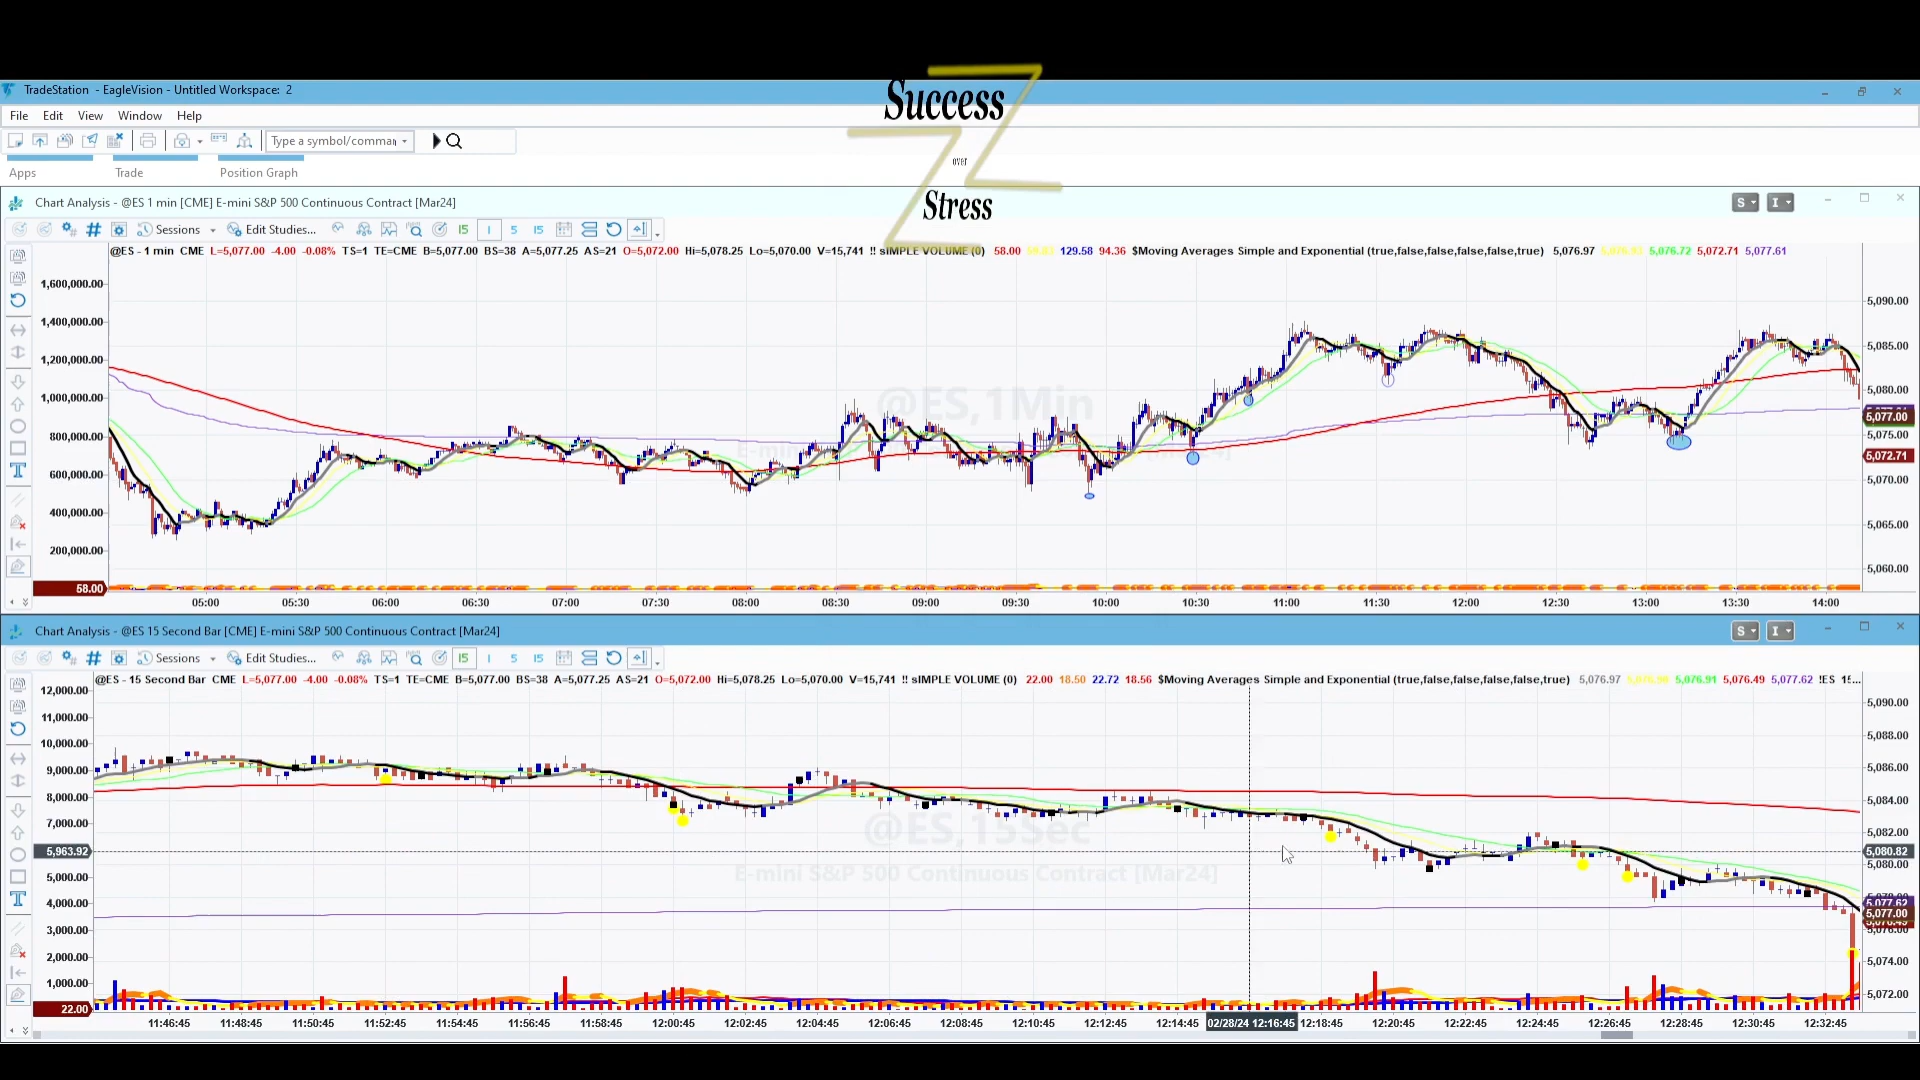 Success
over
Stress
TradeStation - EagleVision - Untitled Workspace: 2
File Edit View Window Help
Type a symbol/comman
Apps Trade Position Graph
Chart Analysis - @ES 1 min [CME] E-mini S&P 500 Continuous Contract [Mar24]
S I
Sessions Edit Studies... 15 1 5 15
@ES - 1 min CME L=5,077.00 -4.00 -0.08% TS=1 TE=CME B=5,077.00 BS=38 A=5,077.25 AS=21 O=5,072.00 Hi=5,078.25 Lo=5,070.00 V=15,741 !! sIMPLE VOLUME (0) 58.00 129.58 94.36 $Moving Averages Simple and Exponential (true,false,false,false,false,true) 5,076.97 5,076.72 5,072.71 5,077.61
1,600,000.00
1,400,000.00
1,200,000.00
1,000,000.00
800,000.00
600,000.00
400,000.00
200,000.00
58.00
@ES,1Min
5,090.00
5,085.00
5,080.00
5,077.00
5,075.00
5,072.71
5,070.00
5,065.00
5,060.00
05:00 05:30 06:00 06:30 07:00 07:30 08:00 08:30 09:00 09:30 10:00 10:30 11:00 11:30 12:00 12:30 13:00 13:30 14:00
Chart Analysis - @ES 15 Second Bar [CME] E-mini S&P 500 Continuous Contract [Mar24]
S I
Sessions Edit Studies... 15 1 5 15
@ES - 15 Second Bar CME L=5,077.00 -4.00 -0.08% TS=1 TE=CME B=5,077.00 BS=38 A=5,077.25 AS=21 O=5,072.00 Hi=5,078.25 Lo=5,070.00 V=15,741 !! sIMPLE VOLUME (0) 22.00 18.50 22.72 18.56 $Moving Averages Simple and Exponential (true,false,false,false,false,true) 5,076.97 5,076.91 5,076.49 5,077.62 !ES 15...
12,000.00
11,000.00
10,000.00
9,000.00
8,000.00
7,000.00
5,963.92
5,000.00
4,000.00
3,000.00
2,000.00
1,000.00
22.00
@ES,15Sec
E-mini S&P 500 Continuous Contract [Mar24]
5,090.00
5,088.00
5,086.00
5,084.00
5,082.00
5,080.82
5,080.00
5,077.62
5,077.00
5,076.00
5,074.00
5,072.00
11:46:45 11:48:45 11:50:45 11:52:45 11:54:45 11:56:45 11:58:45 12:00:45 12:02:45 12:04:45 12:06:45 12:08:45 12:10:45 12:12:45 12:14:45 02/28/24 12:16:45 12:18:45 12:20:45 12:22:45 12:24:45 12:26:45 12:28:45 12:30:45 12:32:45